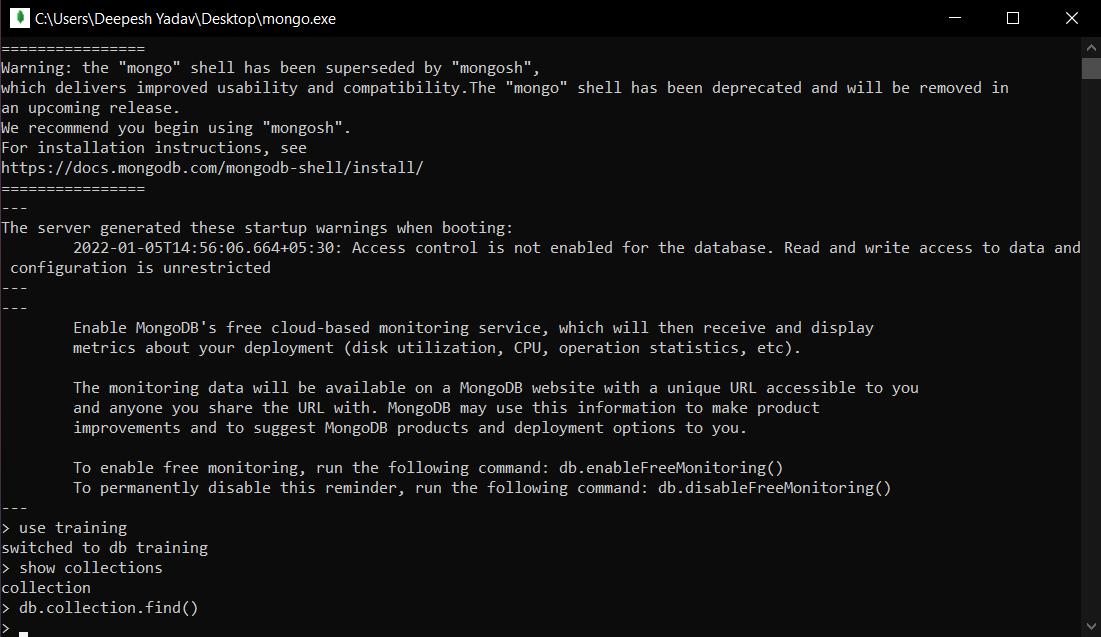 C:\Users\Deepesh Yadav\Desktop\mongo.exe
================
Warning: the "mongo" shell has been superseded by "mongosh",
which delivers improved usability and compatibility.The "mongo" shell has been deprecated and will be removed in
an upcoming release.
We recommend you begin using "mongosh".
For installation instructions, see
https://docs.mongodb.com/mongodb-shell/install/
================
---
The server generated these startup warnings when booting:
        2022-01-05T14:56:06.664+05:30: Access control is not enabled for the database. Read and write access to data and
 configuration is unrestricted
---
---
        Enable MongoDB's free cloud-based monitoring service, which will then receive and display
        metrics about your deployment (disk utilization, CPU, operation statistics, etc).

        The monitoring data will be available on a MongoDB website with a unique URL accessible to you
        and anyone you share the URL with. MongoDB may use this information to make product
        improvements and to suggest MongoDB products and deployment options to you.

        To enable free monitoring, run the following command: db.enableFreeMonitoring()
        To permanently disable this reminder, run the following command: db.disableFreeMonitoring()
---
> use training
switched to db training
> show collections
collection
> db.collection.find()
>